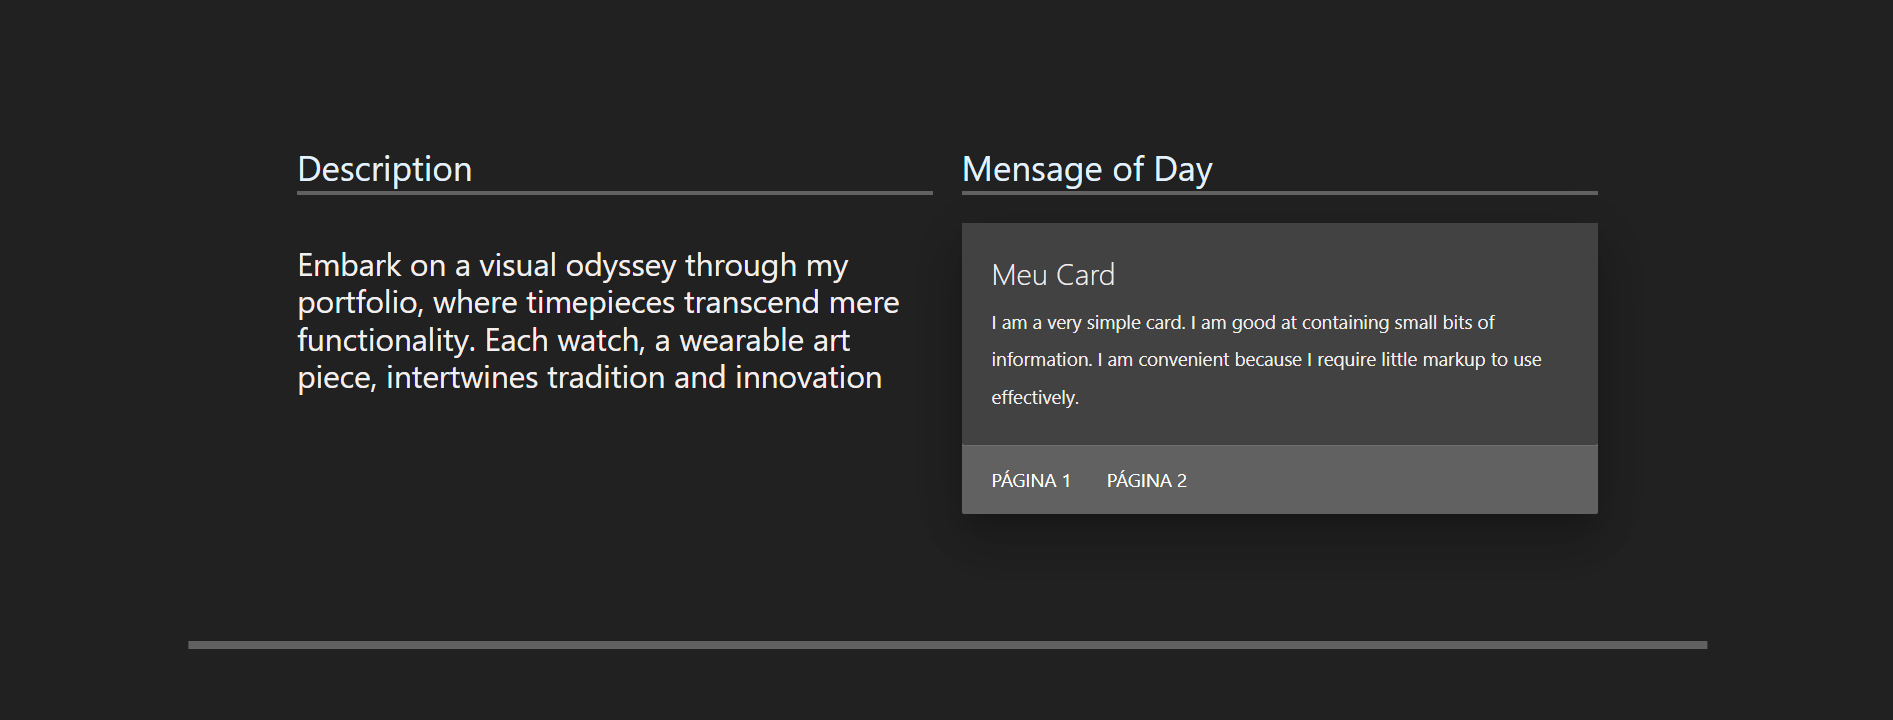 Description
Embark on a visual odyssey through my
portfolio, where timepieces transcend mere
functionality. Each watch, a wearable art
piece, intertwines tradition and innovation
Mensage of Day
Meu Card
I am a very simple card. I am good at containing small bits of
information. I am convenient because I require little markup to use
effectively.
PÁGINA 1 PÁGINA 2